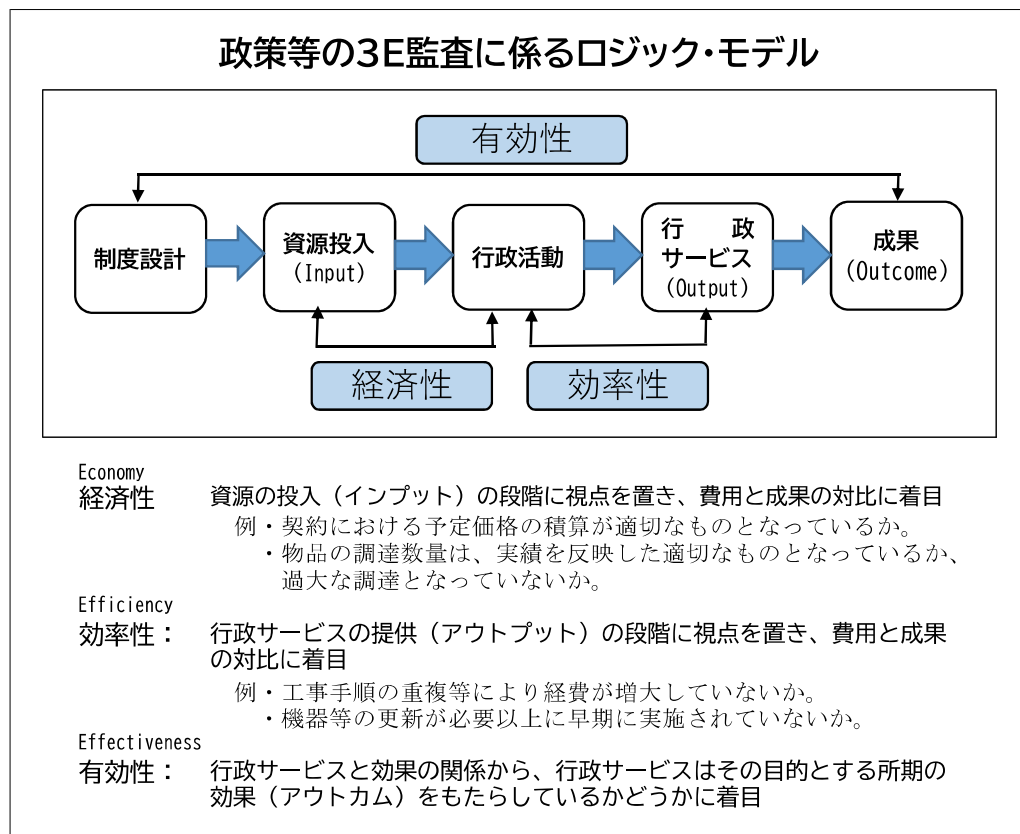 政策等の3E監査に係るロジック・モデル
有効性
制度設計
資源投入
(Input)
行政活動
行　政
サービス
(Output)
成果
(Outcome)
経済性
効率性
Economy
経済性　資源の投入（インプット）の段階に視点を置き、費用と成果の対比に着目
例・契約における予定価格の積算が適切なものとなっているか。
・物品の調達数量は、実績を反映した適切なものとなっているか、
過大な調達となっていないか。
Efficiency
効率性：　行政サービスの提供（アウトプット）の段階に視点を置き、費用と成果
の対比に着目
例・工事手順の重複等により経費が増大していないか。
・機器等の更新が必要以上に早期に実施されていないか。
Effectiveness
有効性：　行政サービスと効果の関係から、行政サービスはその目的とする所期の
効果（アウトカム）をもたらしているかどうかに着目